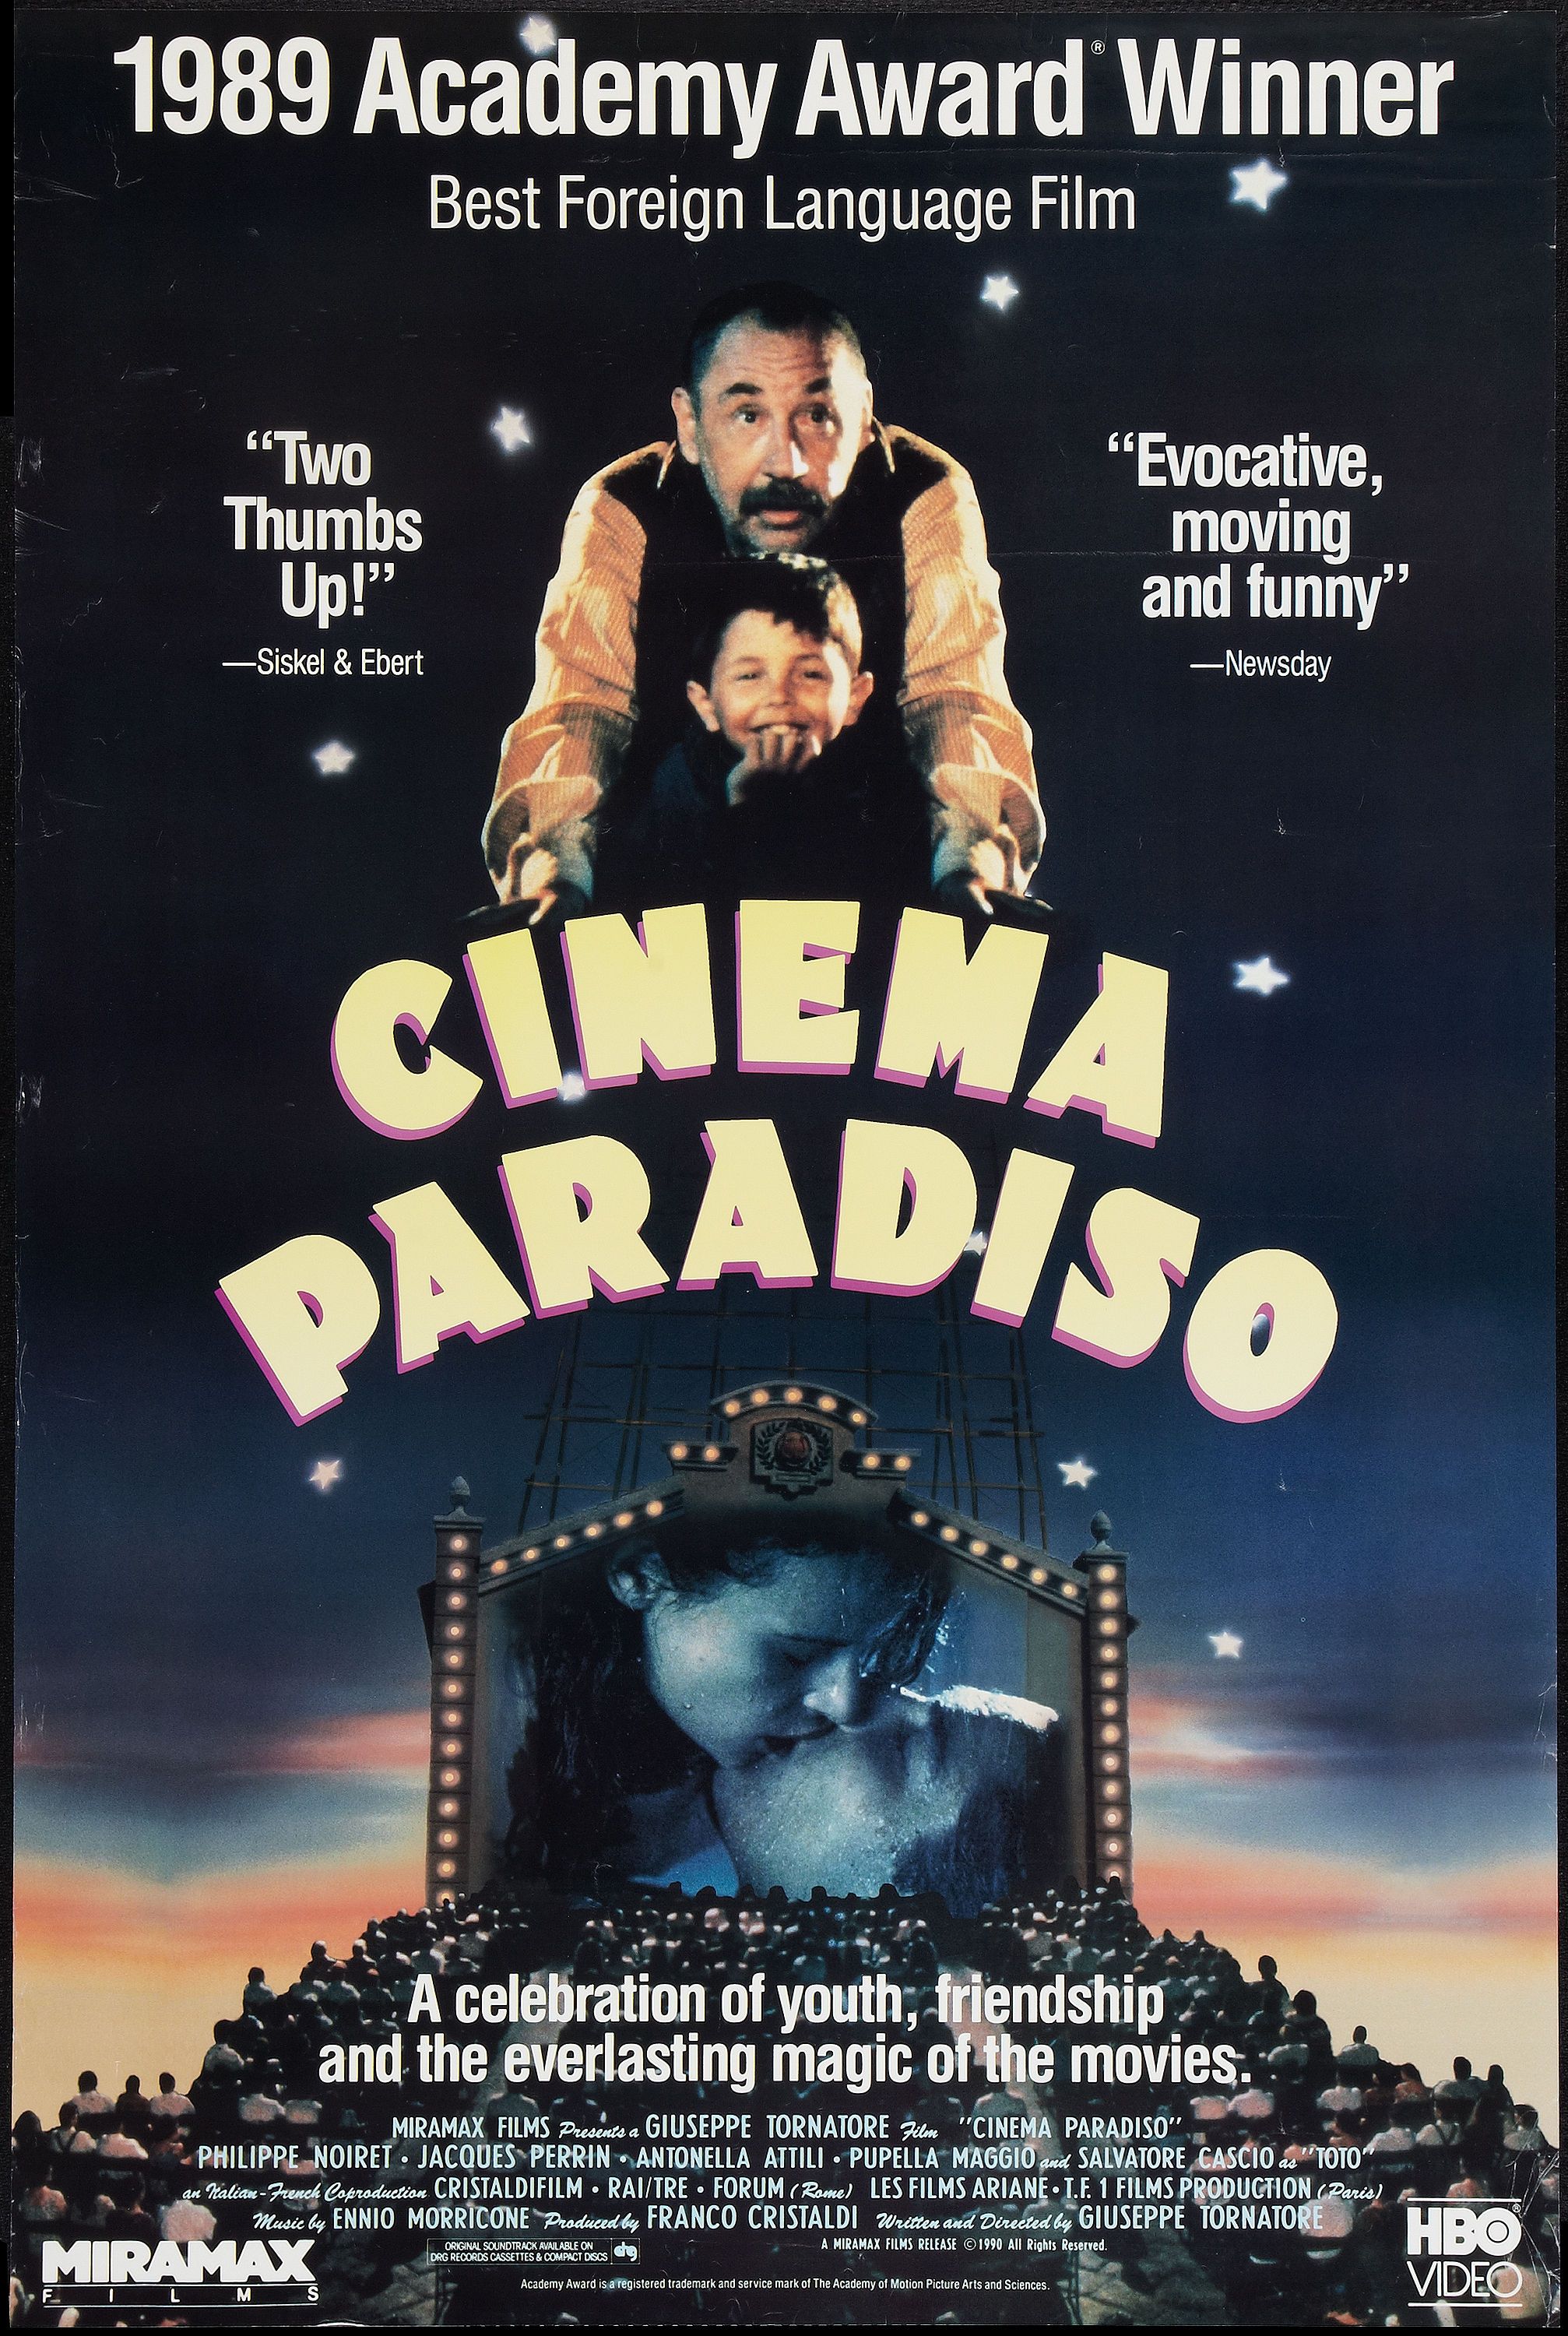 1989 Academy Award® Winner
Best Foreign Language Film
“Two
Thumbs
Up!”
—Siskel & Ebert
“Evocative,
moving
and funny”
—Newsday
CINEMA
PARADISO
A celebration of youth, friendship
and the everlasting magic of the movies.
MIRAMAX FILMS Presents a GIUSEPPE TORNATORE Film "CINEMA PARADISO"
PHILIPPE NOIRET • JACQUES PERRIN • ANTONELLA ATTILI • PUPELLA MAGGIO and SALVATORE CASCIO as "TOTO"
an Italian-French Coproduction CRISTALDIFILM • RAI/TRE • FORUM (Rome) LES FILMS ARIANE • T.F. 1 FILMS PRODUCTION (Paris)
Music by ENNIO MORRICONE Produced by FRANCO CRISTALDI Written and Directed by GIUSEPPE TORNATORE
MIRAMAX
FILMS
ORIGINAL SOUNDTRACK AVAILABLE ON
DRG RECORDS CASSETTES & COMPACT DISCS
drg
A MIRAMAX FILMS RELEASE ©1990 All Rights Reserved.
Academy Award is a registered trademark and service mark of The Academy of Motion Picture Arts and Sciences.
HBO®
VIDEO